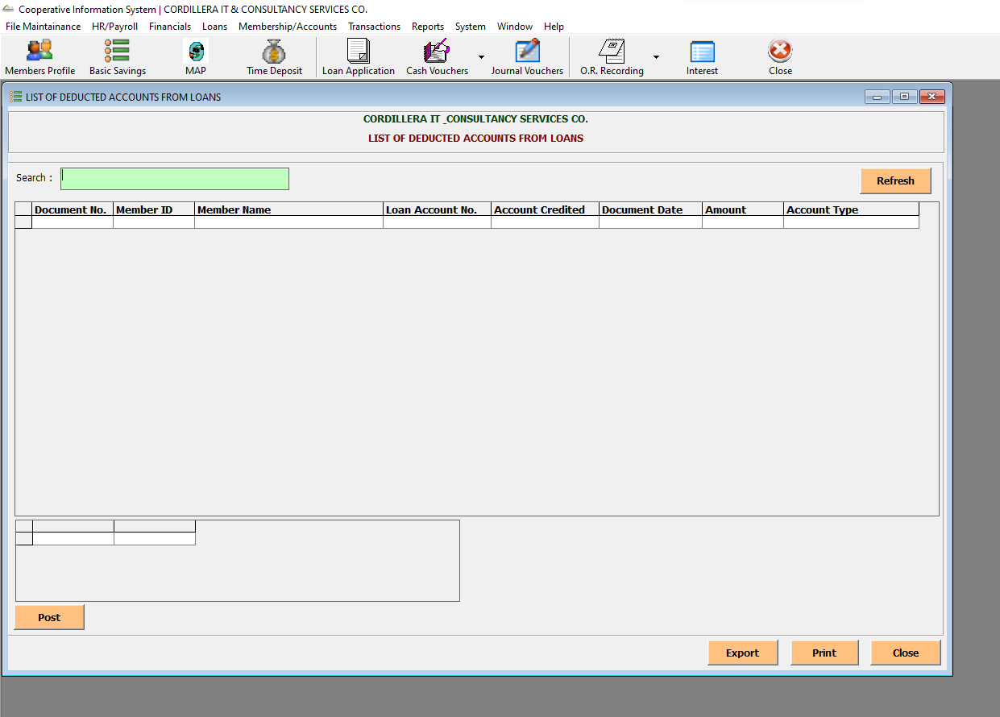 Cooperative Information System | CORDILLERA IT & CONSULTANCY SERVICES CO.
File Maintainance HR/Payroll Financials Loans Membership/Accounts Transactions Reports System Window Help
Members Profile Basic Savings MAP Time Deposit Loan Application Cash Vouchers Journal Vouchers O.R. Recording Interest Close
LIST OF DEDUCTED ACCOUNTS FROM LOANS
CORDILLERA IT _CONSULTANCY SERVICES CO.
LIST OF DEDUCTED ACCOUNTS FROM LOANS
Search :
Refresh
Document No. Member ID Member Name Loan Account No. Account Credited Document Date Amount Account Type
Post
Export Print Close